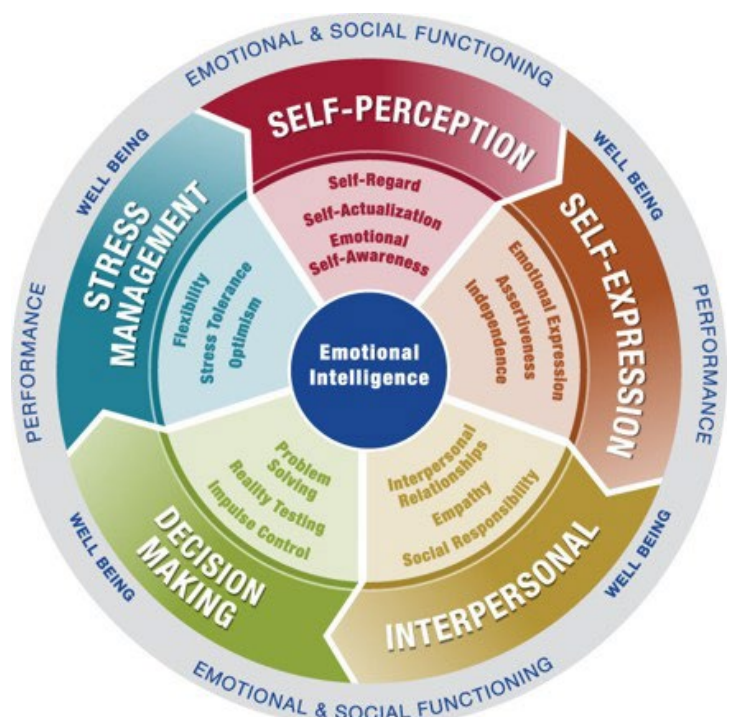 EMOTIONAL & SOCIAL FUNCTIONING
WELL BEING
WELL BEING
PERFORMANCE
PERFORMANCE
WELL BEING
WELL BEING
EMOTIONAL & SOCIAL FUNCTIONING
SELF-PERCEPTION
Self-Regard
Self-Actualization
Emotional
Self-Awareness
SELF-EXPRESSION
Emotional Expression
Assertiveness
Independence
INTERPERSONAL
Interpersonal
Relationships
Empathy
Social Responsibility
DECISION
MAKING
Problem
Solving
Reality Testing
Impulse Control
STRESS
MANAGEMENT
Flexibility
Stress Tolerance
Optimism
Emotional
Intelligence